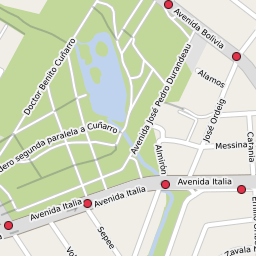 Avenida Bolivia
Doctor Benito Cuñarro
Avenida José Pedro Durandeau
Alamos
José Ordeig
Catania
dero segunda paralela a Cuñarro
Almirón
Messina
Avenida Italia
Avenida Italia
Avenida Italia
Sepee
Zavala